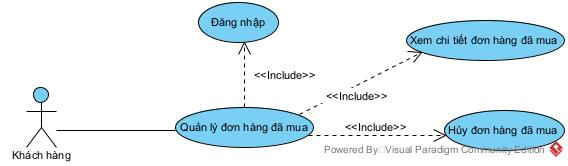 Đăng nhập
Xem chi tiết đơn hàng đã mua
<<Include>>
<<Include>>
Khách hàng
Quản lý đơn hàng đã mua
<<Include>>
Hủy đơn hàng đã mua
Powered By Visual Paradigm Community Edition